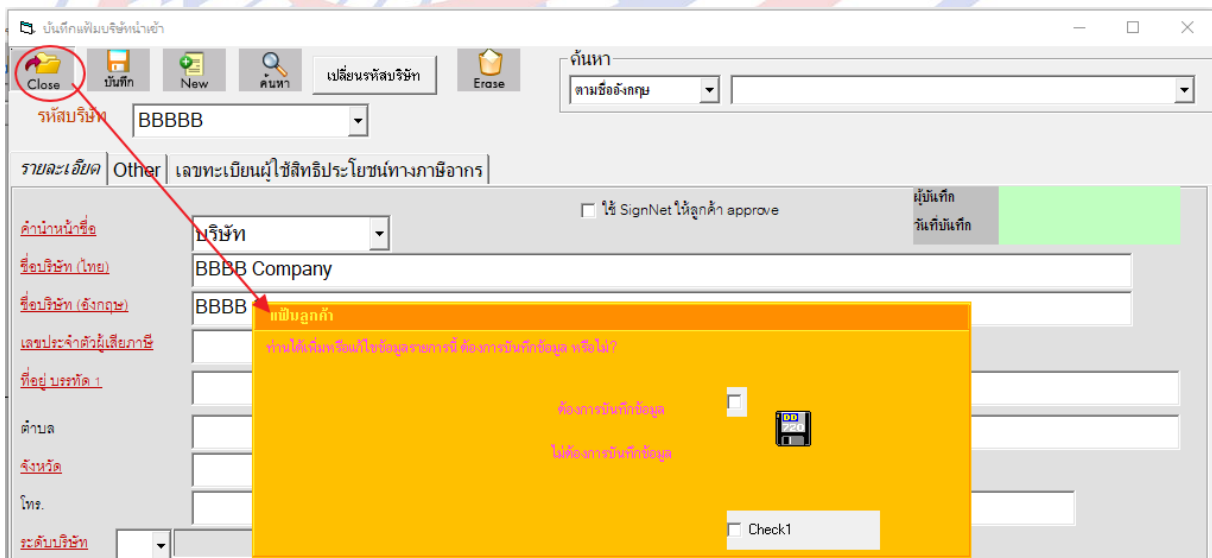 บันทึกแฟ้มบริษัทนำเข้า
Close บันทึก New ค้นหา เปลี่ยนรหัสบริษัท Erase
ค้นหา
ตามชื่ออังกฤษ
รหัสบริษัท BBBBB
รายละเอียด Other เลขทะเบียนผู้ใช้สิทธิประโยชน์ทางภาษีอากร
ใช้ SignNet ให้ลูกค้า approve
ผู้บันทึก
วันที่บันทึก
คำนำหน้าชื่อ บริษัท
ชื่อบริษัท (ไทย) BBBB Company
ชื่อบริษัท (อังกฤษ) BBBB
แฟ้มลูกค้า
เลขประจำตัวผู้เสียภาษี
ท่านได้เพิ่มหรือแก้ไขข้อมูลรายการนี้ ต้องการบันทึกข้อมูล หรือไม่?
ที่อยู่ บรรทัด 1
ต้องการบันทึกข้อมูล
DD
220
ตำบล
ไม่ต้องการบันทึกข้อมูล
จังหวัด
โทร.
Check1
ระดับบริษัท